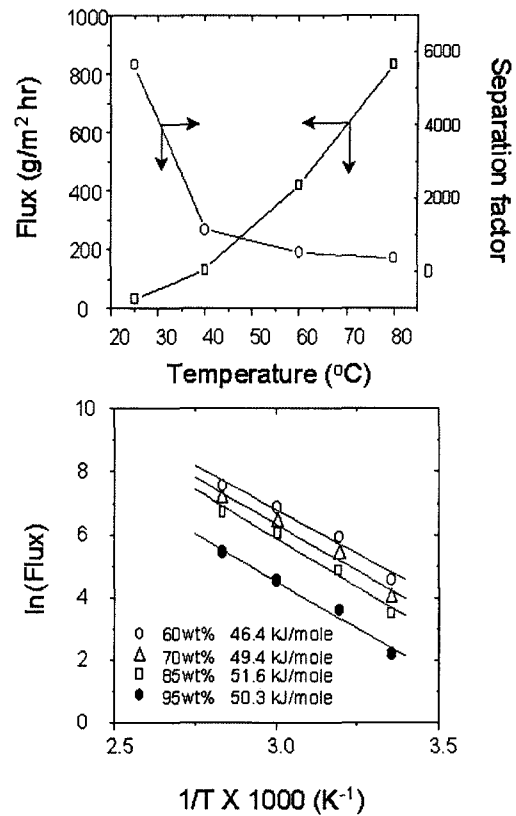 1000
800
600
400
200
0
Flux (g/m² hr)
6000
4000
2000
0
Separation factor
20 30 40 50 60 70 80
Temperature (⁰C)
10
8
6
4
2
0
ln(Flux)
60wt% 46.4 kJ/mole
70wt% 49.4 kJ/mole
85wt% 51.6 kJ/mole
95wt% 50.3 kJ/mole
2.5 3.0 3.5
1/T X 1000 (K⁻¹)